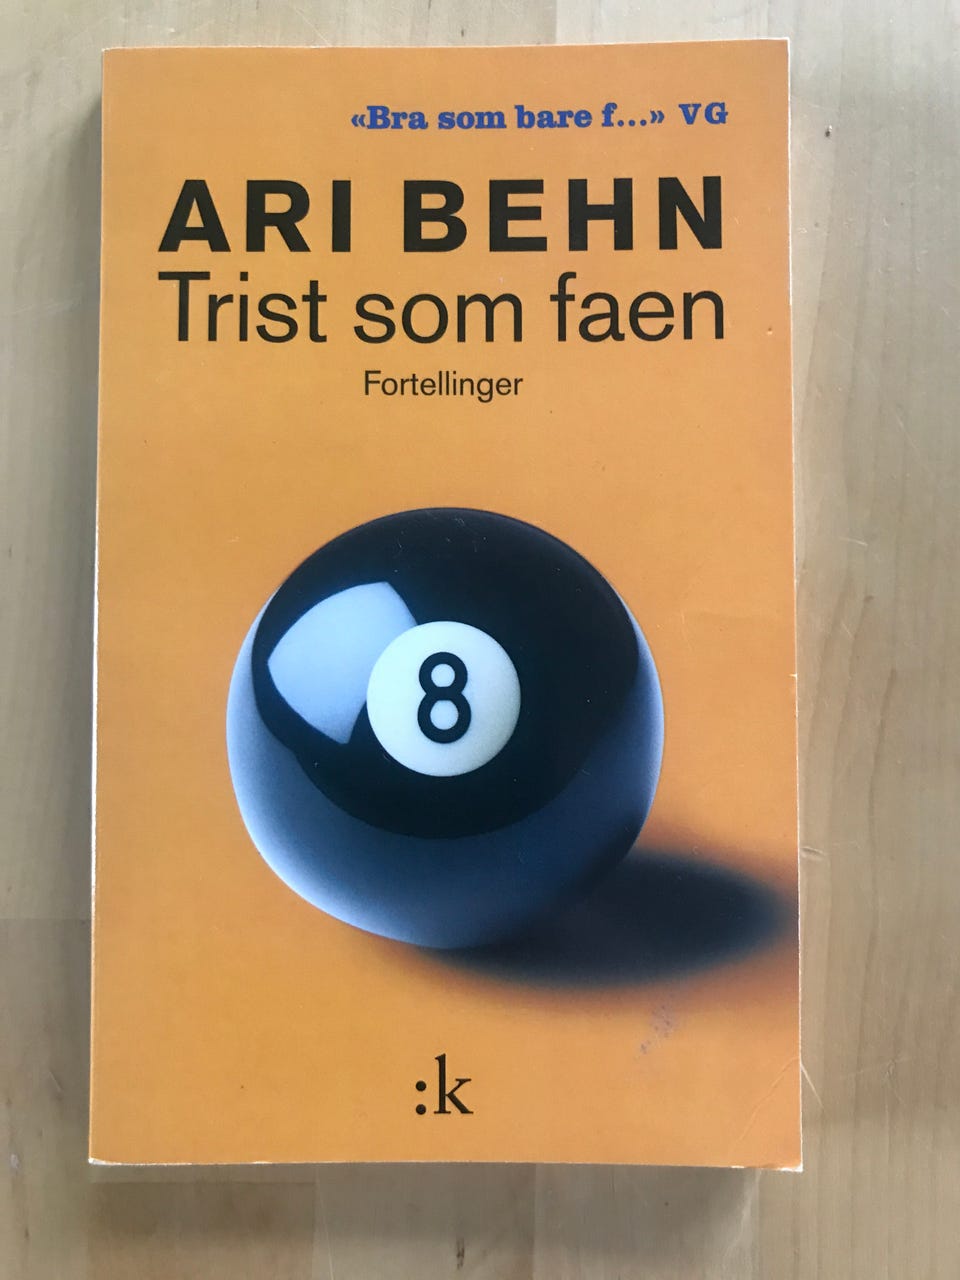 «Bra som bare f...» VG
ARI BEHN
Trist som faen
Fortellinger
8
:k